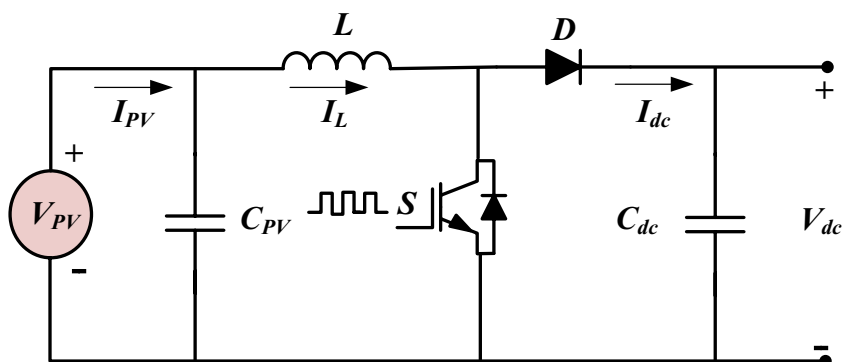 L
D
I_PV
I_L
I_dc
+
+
V_PV
C_PV
S
C_dc
V_dc
-
-